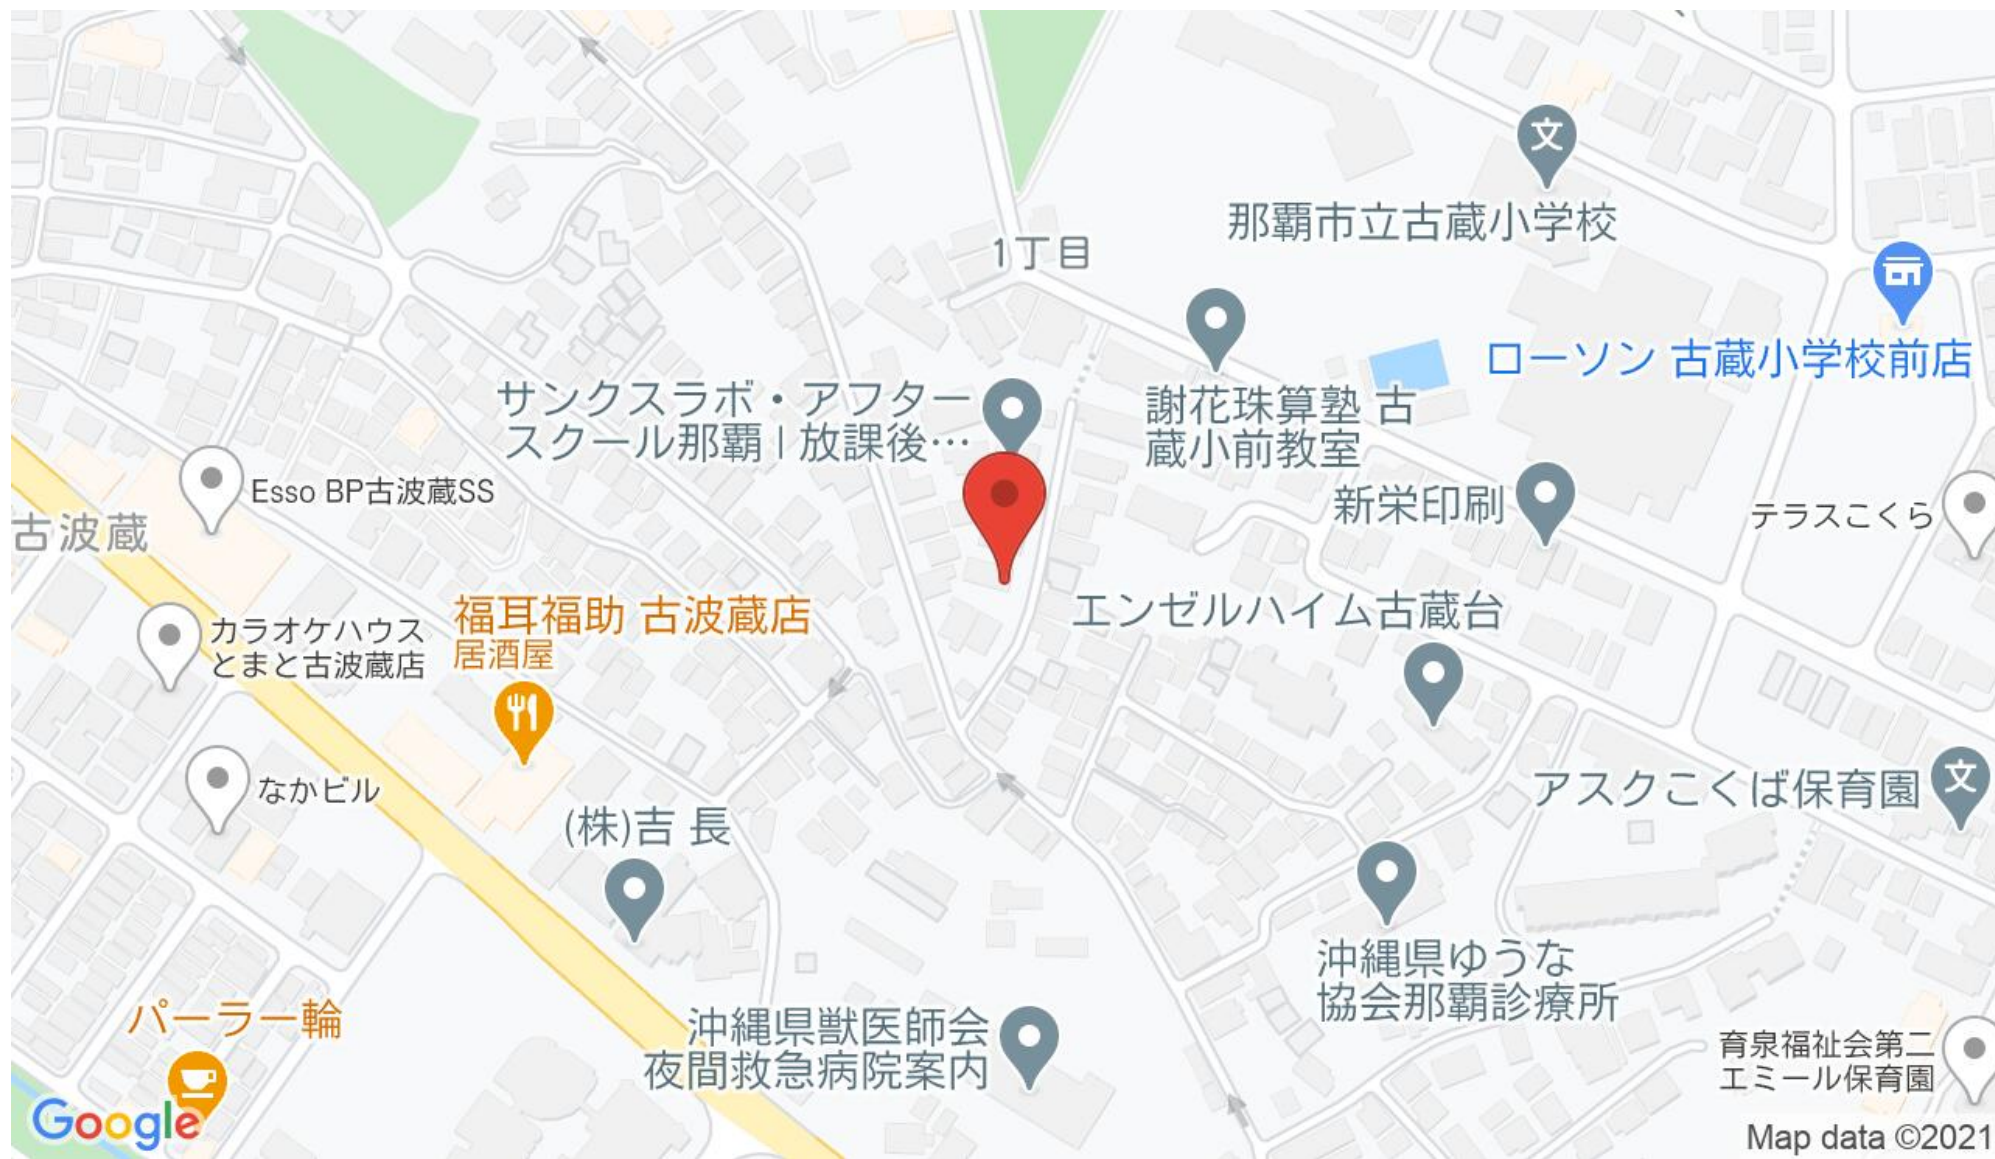 文
那覇市立古蔵小学校
1丁目
ローソン 古蔵小学校前店
サンクスラボ・アフター
スクール那覇 | 放課後…
謝花珠算塾 古
蔵小前教室
Esso BP古波蔵SS
新栄印刷
テラスこくら
古波蔵
福耳福助 古波蔵店
居酒屋
カラオケハウス
とまと古波蔵店
エンゼルハイム古蔵台
なかビル
アスクこくば保育園
文
(株)吉 長
沖縄県ゆうな
協会那覇診療所
パーラー輪
沖縄県獣医師会
夜間救急病院案内
育泉福祉会第二
エミール保育園
Google
Map data ©2021